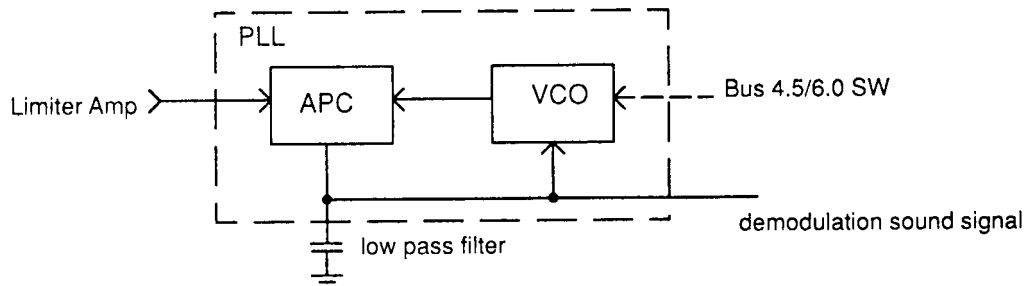 PLL
Limiter Amp
APC
VCO
Bus 4.5/6.0 SW
demodulation sound signal
low pass filter